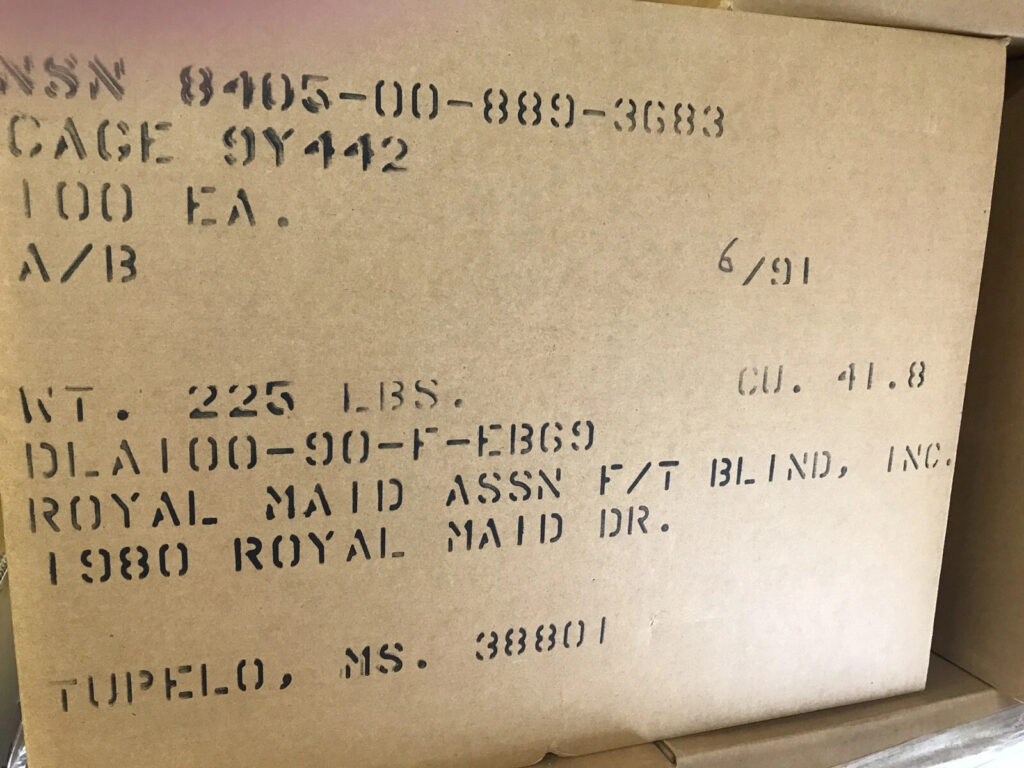 NSN 8405-00-889-3683
CAGE 9Y442
100 EA.
A/B 6/91
WT. 225 LBS. CU. 41.8
DLA100-90-F-EB69
ROYAL MAID ASSN F/T BLIND, INC.
1980 ROYAL MAID DR.
TUPELO, MS. 38801